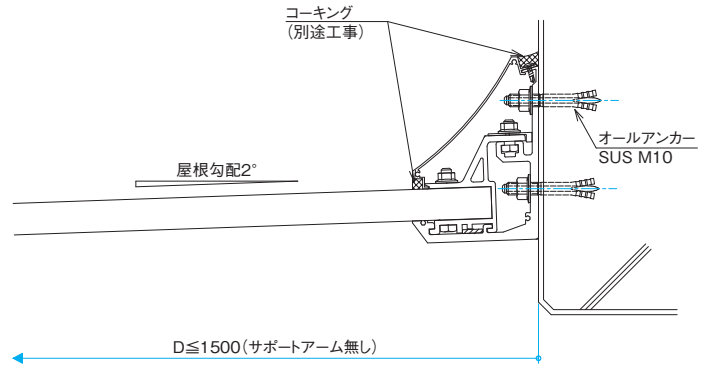 コーキング
(別途工事)
オールアンカー
SUS M10
屋根勾配2°
D≦1500(サポートアーム無し)